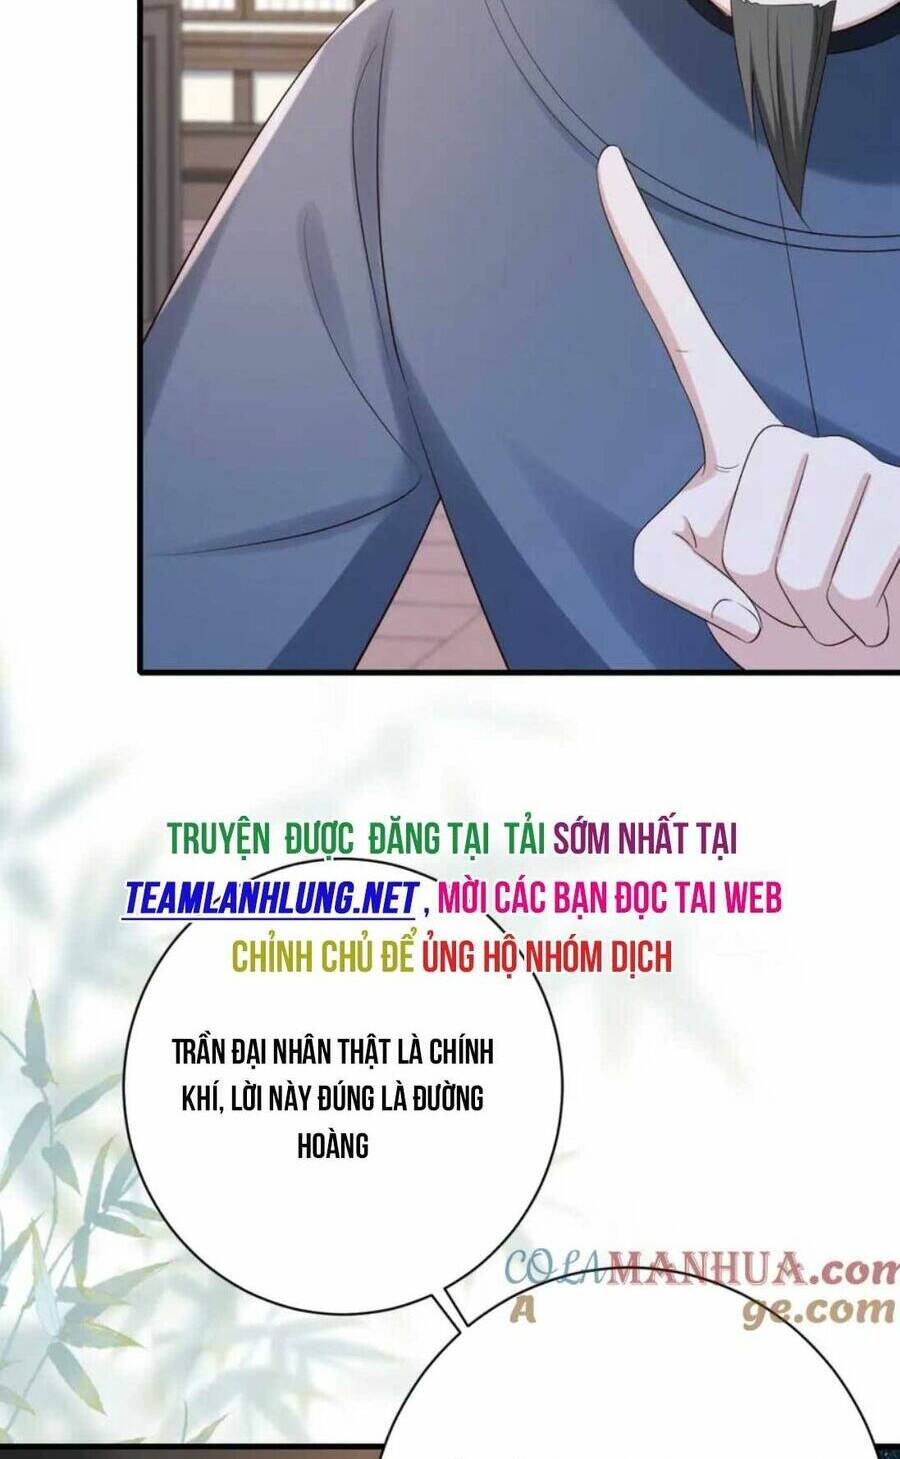 TRUYỆN ĐƯỢC ĐĂNG TẠI TẢI SỚM NHẤT TẠI
TEAMLANHLUNG.NET , MỜI CÁC BẠN ĐỌC TAI WEB
CHỈNH CHỦ ĐỂ ỦNG HỘ NHÓM DỊCH
TRẦN ĐẠI NHÂN THẬT LÀ CHÍNH
KHÍ, LỜI NÀY ĐÚNG LÀ ĐƯỜNG
HOÀNG
COLAMANHUA.com
A ge.com